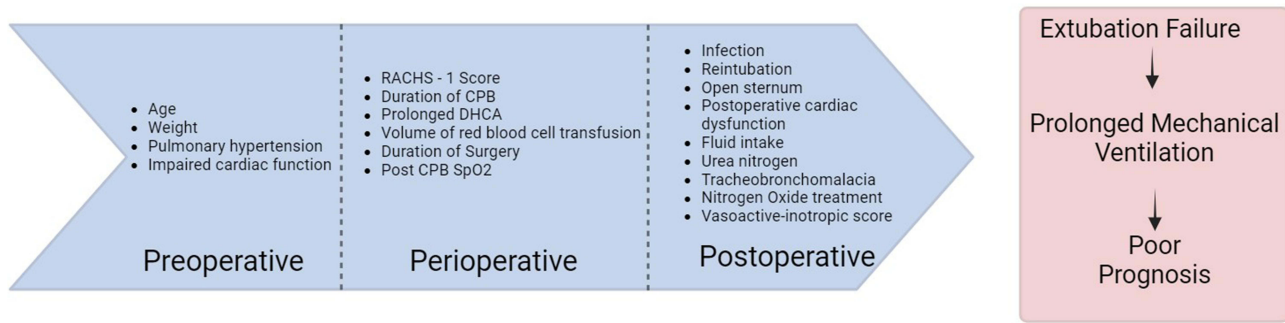 • Age
• Weight
• Pulmonary hypertension
• Impaired cardiac function
Preoperative
• RACHS - 1 Score
• Duration of CPB
• Prolonged DHCA
• Volume of red blood cell transfusion
• Duration of Surgery
• Post CPB SpO2
Perioperative
• Infection
• Reintubation
• Open sternum
• Postoperative cardiac
dysfunction
• Fluid intake
• Urea nitrogen
• Tracheobronchomalacia
• Nitrogen Oxide treatment
• Vasoactive-inotropic score
Postoperative
Extubation Failure
Prolonged Mechanical
Ventilation
Poor
Prognosis